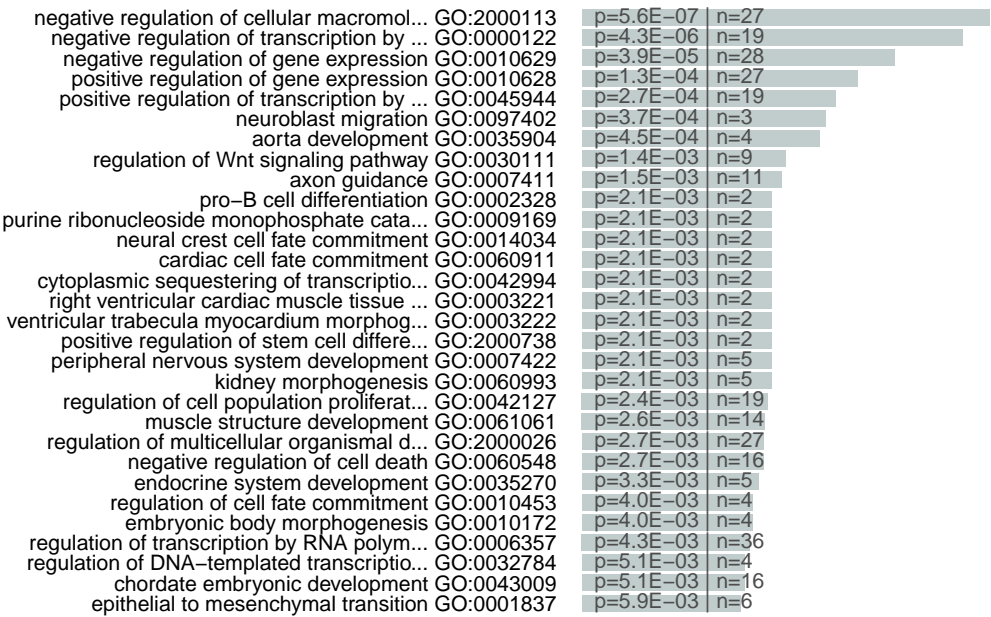 negative regulation of cellular macromol... GO:2000113 p=5.6E−07 n=27
negative regulation of transcription by ... GO:0000122 p=4.3E−06 n=19
negative regulation of gene expression GO:0010629 p=3.9E−05 n=28
positive regulation of gene expression GO:0010628 p=1.3E−04 n=27
positive regulation of transcription by ... GO:0045944 p=2.7E−04 n=19
neuroblast migration GO:0097402 p=3.7E−04 n=3
aorta development GO:0035904 p=4.5E−04 n=4
regulation of Wnt signaling pathway GO:0030111 p=1.4E−03 n=9
axon guidance GO:0007411 p=1.5E−03 n=11
pro−B cell differentiation GO:0002328 p=2.1E−03 n=2
purine ribonucleoside monophosphate cata... GO:0009169 p=2.1E−03 n=2
neural crest cell fate commitment GO:0014034 p=2.1E−03 n=2
cardiac cell fate commitment GO:0060911 p=2.1E−03 n=2
cytoplasmic sequestering of transcriptio... GO:0042994 p=2.1E−03 n=2
right ventricular cardiac muscle tissue ... GO:0003221 p=2.1E−03 n=2
ventricular trabecula myocardium morphog... GO:0003222 p=2.1E−03 n=2
positive regulation of stem cell differe... GO:2000738 p=2.1E−03 n=2
peripheral nervous system development GO:0007422 p=2.1E−03 n=5
kidney morphogenesis GO:0060993 p=2.1E−03 n=5
regulation of cell population proliferat... GO:0042127 p=2.4E−03 n=19
muscle structure development GO:0061061 p=2.6E−03 n=14
regulation of multicellular organismal d... GO:2000026 p=2.7E−03 n=27
negative regulation of cell death GO:0060548 p=2.7E−03 n=16
endocrine system development GO:0035270 p=3.3E−03 n=5
regulation of cell fate commitment GO:0010453 p=4.0E−03 n=4
embryonic body morphogenesis GO:0010172 p=4.0E−03 n=4
regulation of transcription by RNA polym... GO:0006357 p=4.3E−03 n=36
regulation of DNA−templated transcriptio... GO:0032784 p=5.1E−03 n=4
chordate embryonic development GO:0043009 p=5.1E−03 n=16
epithelial to mesenchymal transition GO:0001837 p=5.9E−03 n=6